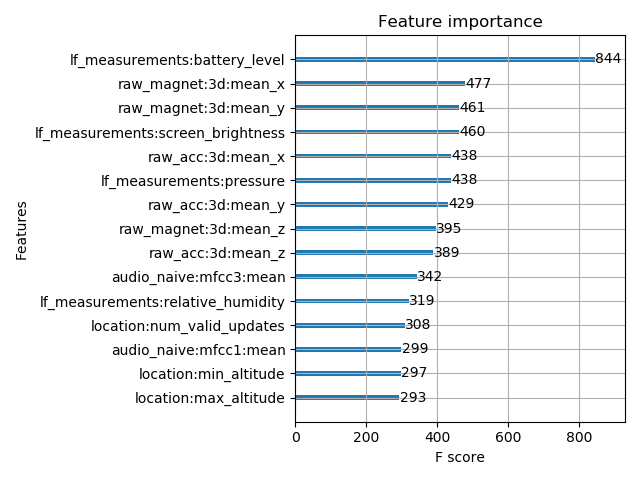 Feature importance
lf_measurements:battery_level 844
raw_magnet:3d:mean_x 477
raw_magnet:3d:mean_y 461
lf_measurements:screen_brightness 460
raw_acc:3d:mean_x 438
lf_measurements:pressure 438
raw_acc:3d:mean_y 429
raw_magnet:3d:mean_z 395
raw_acc:3d:mean_z 389
audio_naive:mfcc3:mean 342
lf_measurements:relative_humidity 319
location:num_valid_updates 308
audio_naive:mfcc1:mean 299
location:min_altitude 297
location:max_altitude 293
Features
0 200 400 600 800
F score